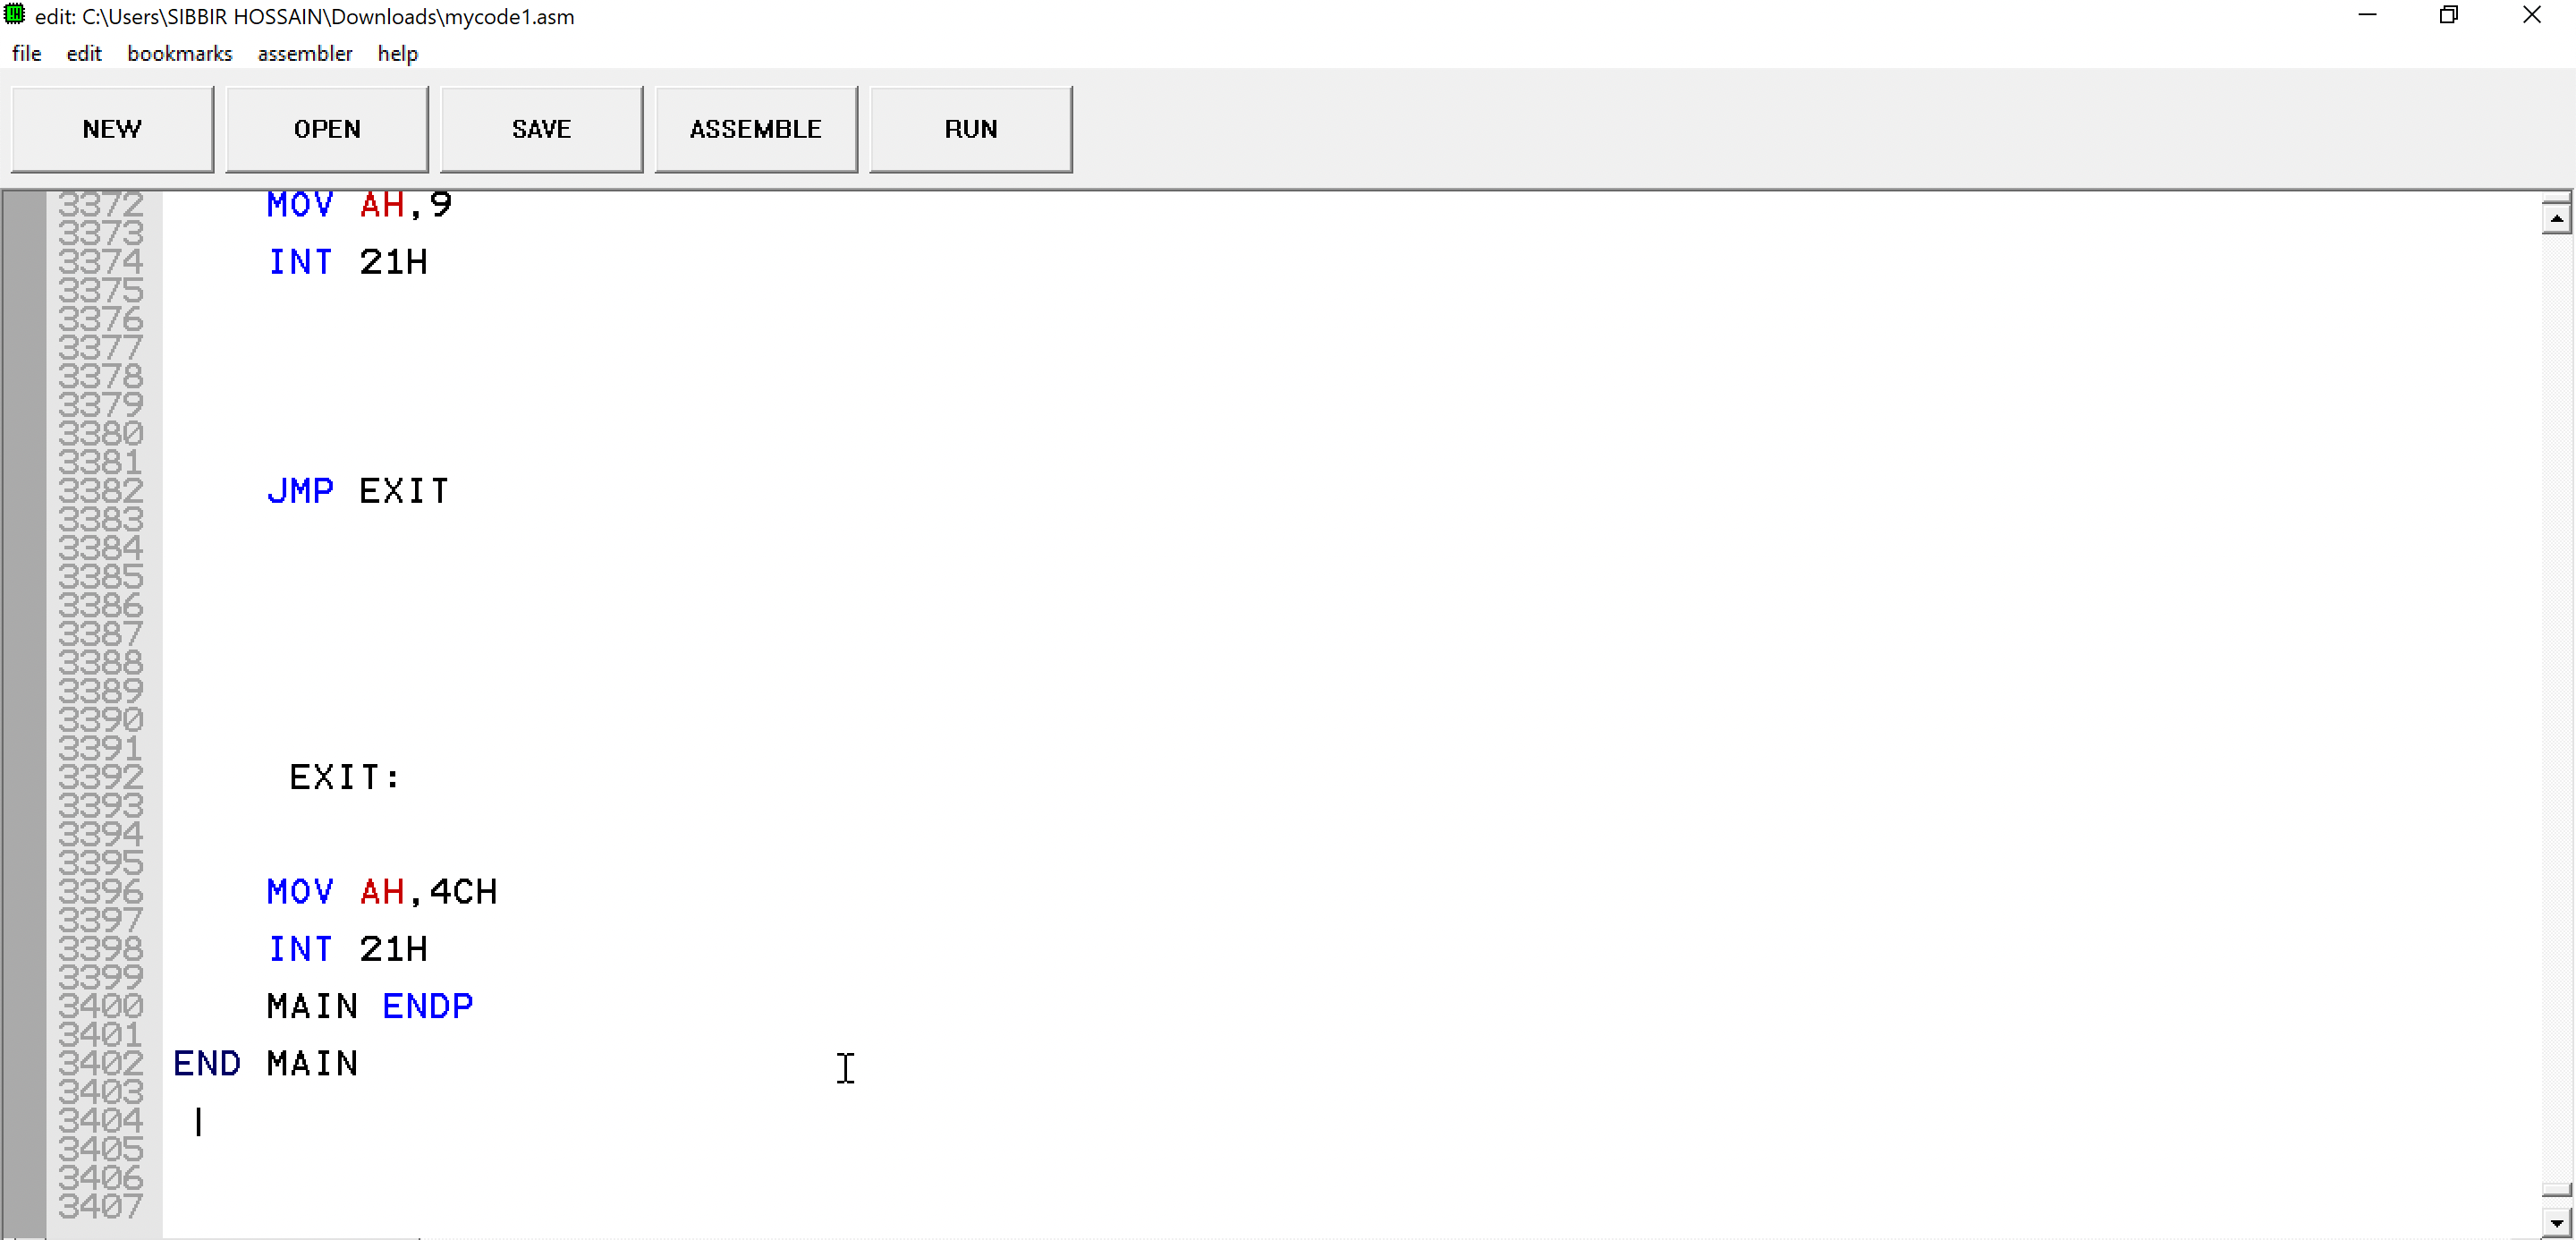 edit: C:\Users\SIBBIR HOSSAIN\Downloads\mycode1.asm
file edit bookmarks assembler help
NEW OPEN SAVE ASSEMBLE RUN
3372 MOV AH,9
3373
3374 INT 21H
3375
3376
3377
3378
3379
3380
3381
3382 JMP EXIT
3383
3384
3385
3386
3387
3388
3389
3390
3391
3392 EXIT:
3393
3394
3395
3396 MOV AH,4CH
3397
3398 INT 21H
3399
3400 MAIN ENDP
3401
3402 END MAIN
3403
3404
3405
3406
3407